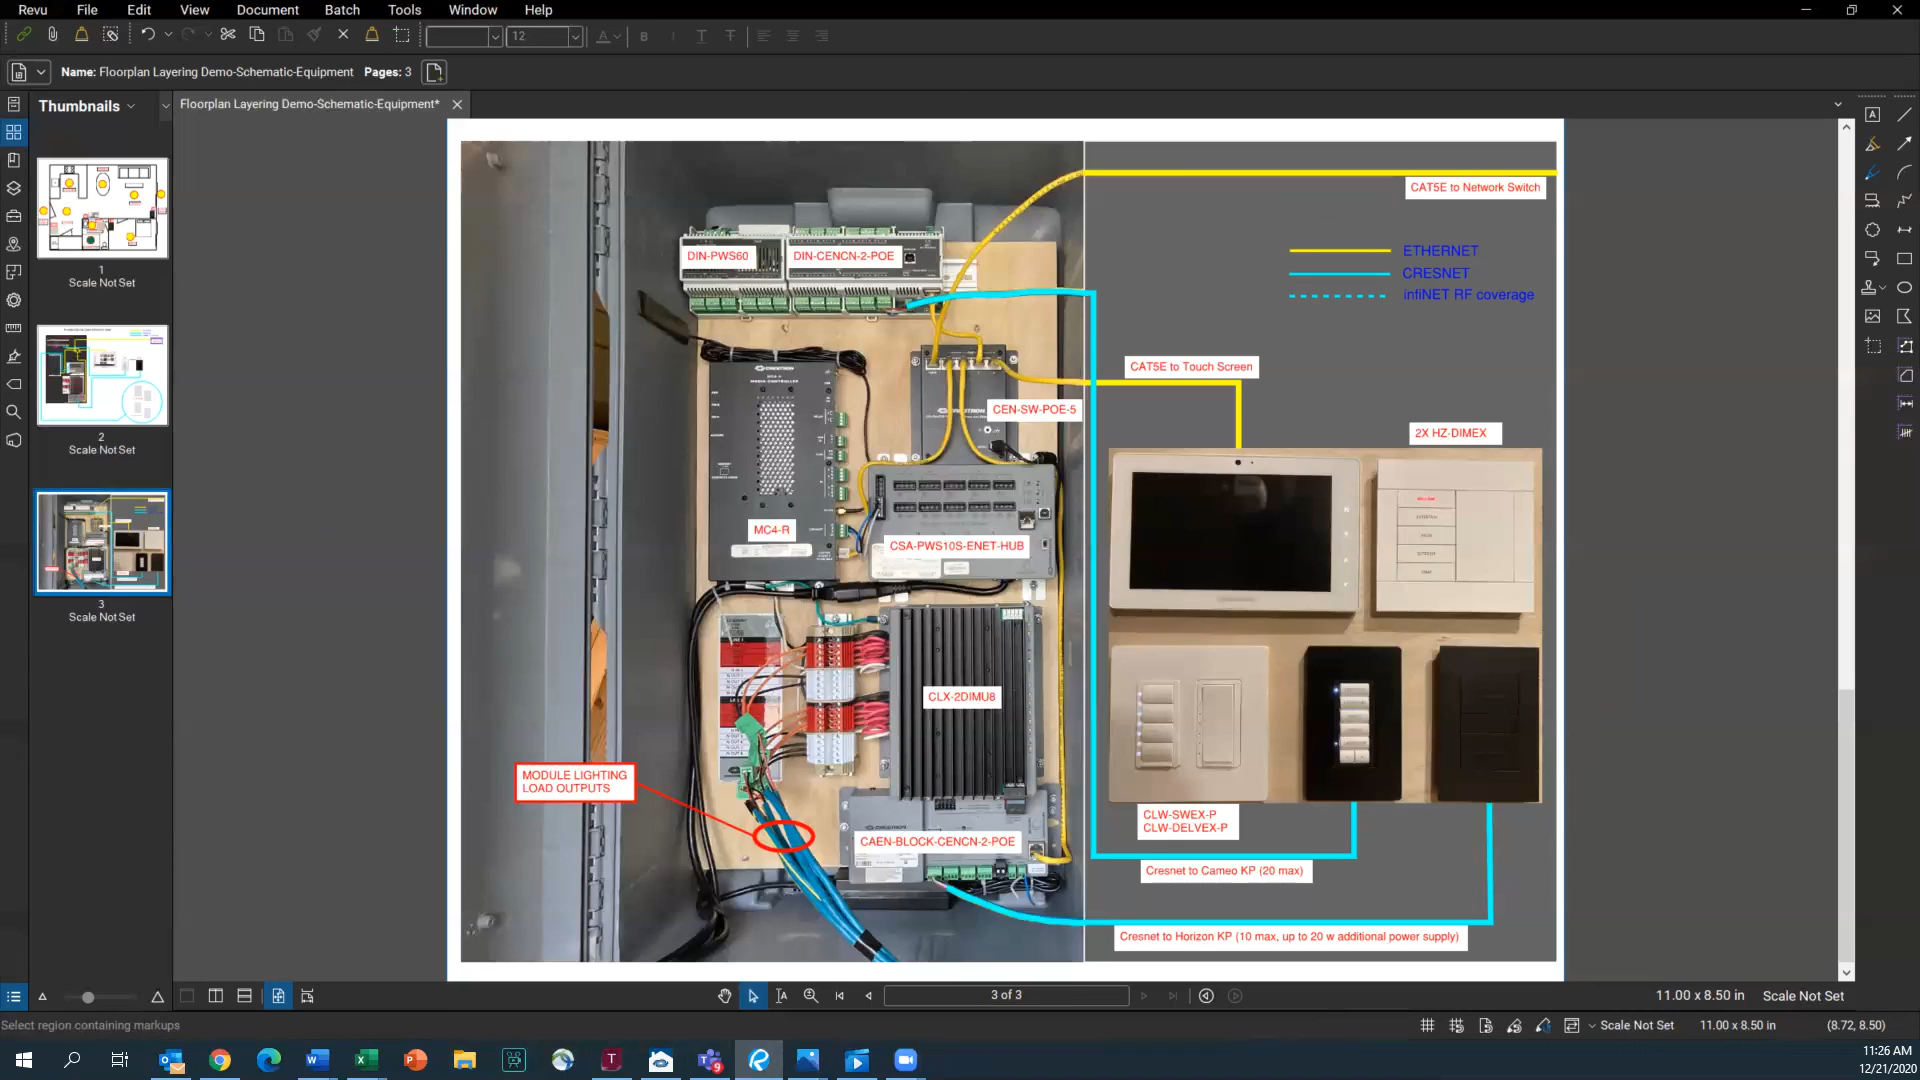 Revu File Edit View Document Batch Tools Window Help
12
Name: Floorplan Layering Demo-Schematic-Equipment Pages: 3
Thumbnails
Floorplan Layering Demo-Schematic-Equipment*
1
Scale Not Set
2
Scale Not Set
3
Scale Not Set
CAT5E to Network Switch
ETHERNET
CRESNET
infiNET RF coverage
DIN-PWS60
DIN-CENCN-2-POE
CAT5E to Touch Screen
CEN-SW-POE-5
2X HZ-DIMEX
CRESTRON
MC4-R
CSA-PWS10S-ENET-HUB
CLX-2DIMU8
MODULE LIGHTING
LOAD OUTPUTS
CRESTRON
CAEN-BLOCK-CENCN-2-POE
CLW-SWEX-P
CLW-DELVEX-P
Cresnet to Cameo KP (20 max)
Cresnet to Horizon KP (10 max, up to 20 w additional power supply)
3 of 3
11.00 x 8.50 in Scale Not Set
Select region containing markups
Scale Not Set 11.00 x 8.50 in (8.72, 8.50)
11:26 AM
12/21/2020